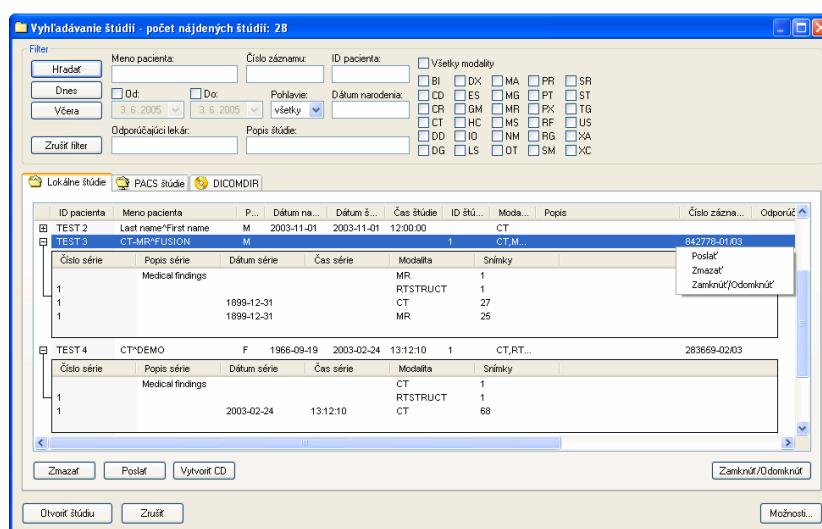 Vyhľadávanie štúdií - počet nájdených štúdií: 28
Filter
Hľadať
Dnes
Včera
Zrušiť filter
Meno pacienta: Číslo záznamu: ID pacienta:
Od: Do: Pohlavie: Dátum narodenia:
3. 6. 2005 3. 6. 2005 všetky
Odporúčajúci lekár: Popis štúdie:
Všetky modality
BI DX MA PR SR
CD ES MG PT ST
CR GM MR PX TG
CT HC MS RF US
DD IO NM RG XA
DG LS OT SM XC
Lokálne štúdie PACS štúdie DICOMDIR
ID pacienta Meno pacienta P... Dátum na... Dátum š... Čas štúdie ID štú... Moda... Popis Číslo zázna... Odporúč
TEST 2 Last name^First name M 2003-11-01 2003-11-01 12:00:00 CT
TEST 3 CT-MR^FUSION M 1 CT,M... 842778-01/03
Číslo série Popis série Dátum série Čas série Modalita Snímky
Medical findings MR 1
1 RTSTRUCT 1
1 1899-12-31 CT 27
1 1899-12-31 MR 25
Poslať
Zmazať
Zamknúť/Odomknúť
TEST 4 CT^DEMO F 1966-09-19 2003-02-24 13:12:10 1 CT,RT... 283659-02/03
Číslo série Popis série Dátum série Čas série Modalita Snímky
Medical findings CT 1
1 RTSTRUCT 1
1 2003-02-24 13:12:10 CT 68
Zmazať Poslať Vytvoriť CD Zamknúť/Odomknúť
Otvoriť štúdiu Zrušiť Možnosti...